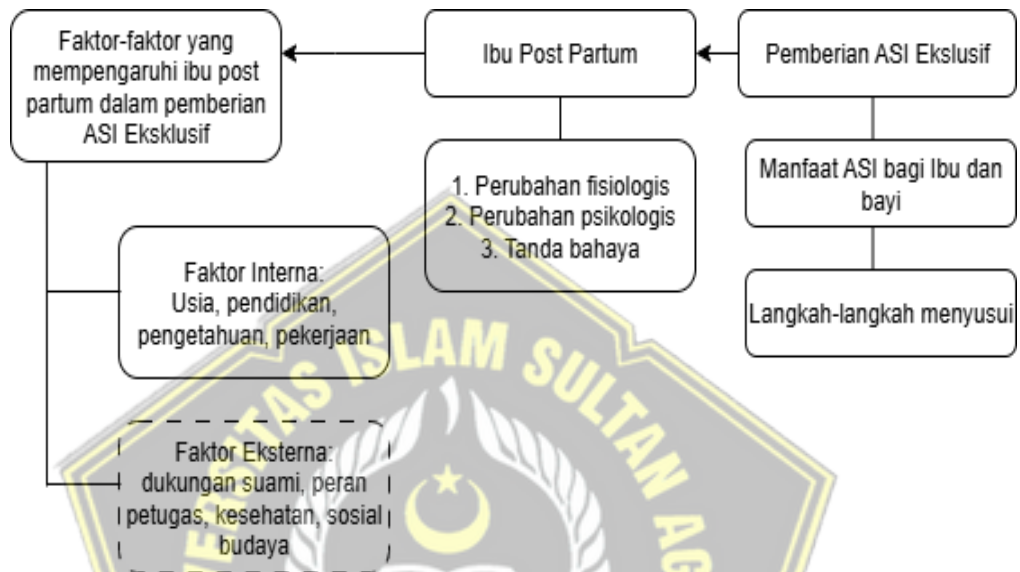 Faktor-faktor yang
mempengaruhi ibu post
partum dalam pemberian
ASI Eksklusif
Ibu Post Partum
Pemberian ASI Ekslusif
1. Perubahan fisiologis
2. Perubahan psikologis
3. Tanda bahaya
Manfaat ASI bagi Ibu dan
bayi
Langkah-langkah menyusui
Faktor Interna:
Usia, pendidikan,
pengetahuan, pekerjaan
Faktor Eksterna:
dukungan suami, peran
petugas, kesehatan, sosial
budaya
ISLAM SULTAN